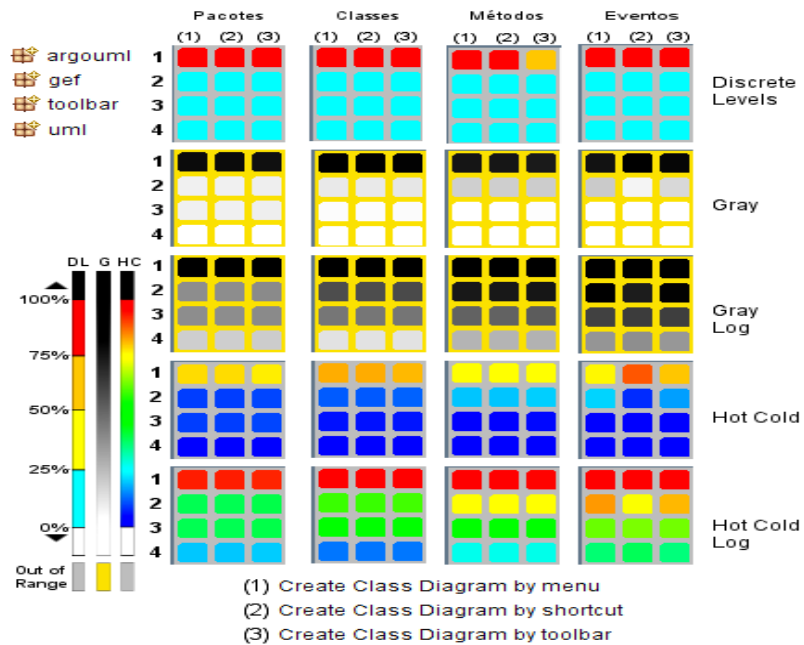 Pacotes Classes Métodos Eventos
(1) (2) (3) (1) (2) (3) (1) (2) (3) (1) (2) (3)
argouml
gef
toolbar
uml
1
2
3
4
Discrete
Levels
1
2
3
4
Gray
1
2
3
4
Gray
Log
1
2
3
4
Hot Cold
1
2
3
4
Hot Cold
Log
DL G HC
100%
75%
50%
25%
0%
Out of
Range
(1) Create Class Diagram by menu
(2) Create Class Diagram by shortcut
(3) Create Class Diagram by toolbar